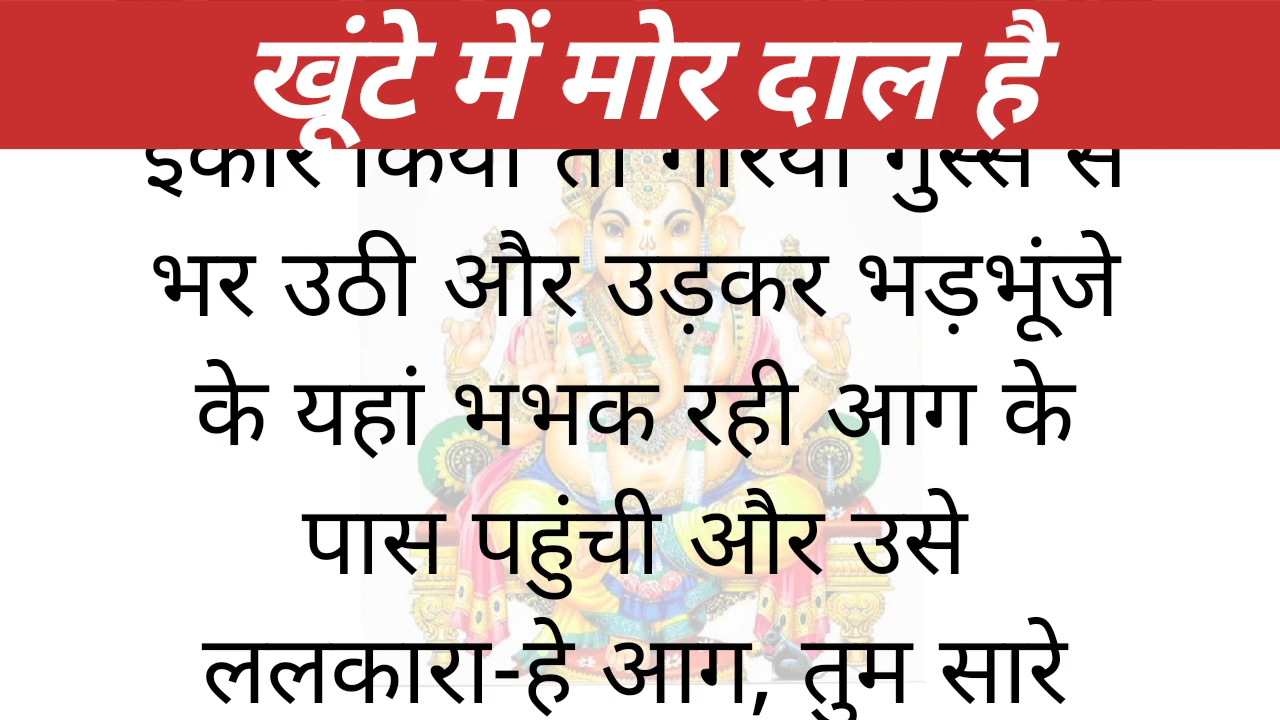 खूंटे में मोर दाल है
किया तो गौरैया गुस्से से
भर उठी और उड़कर भड़भूंजे
के यहां भभक रही आग के
पास पहुंची और उसे
ललकारा-हे आग, तुम सारे